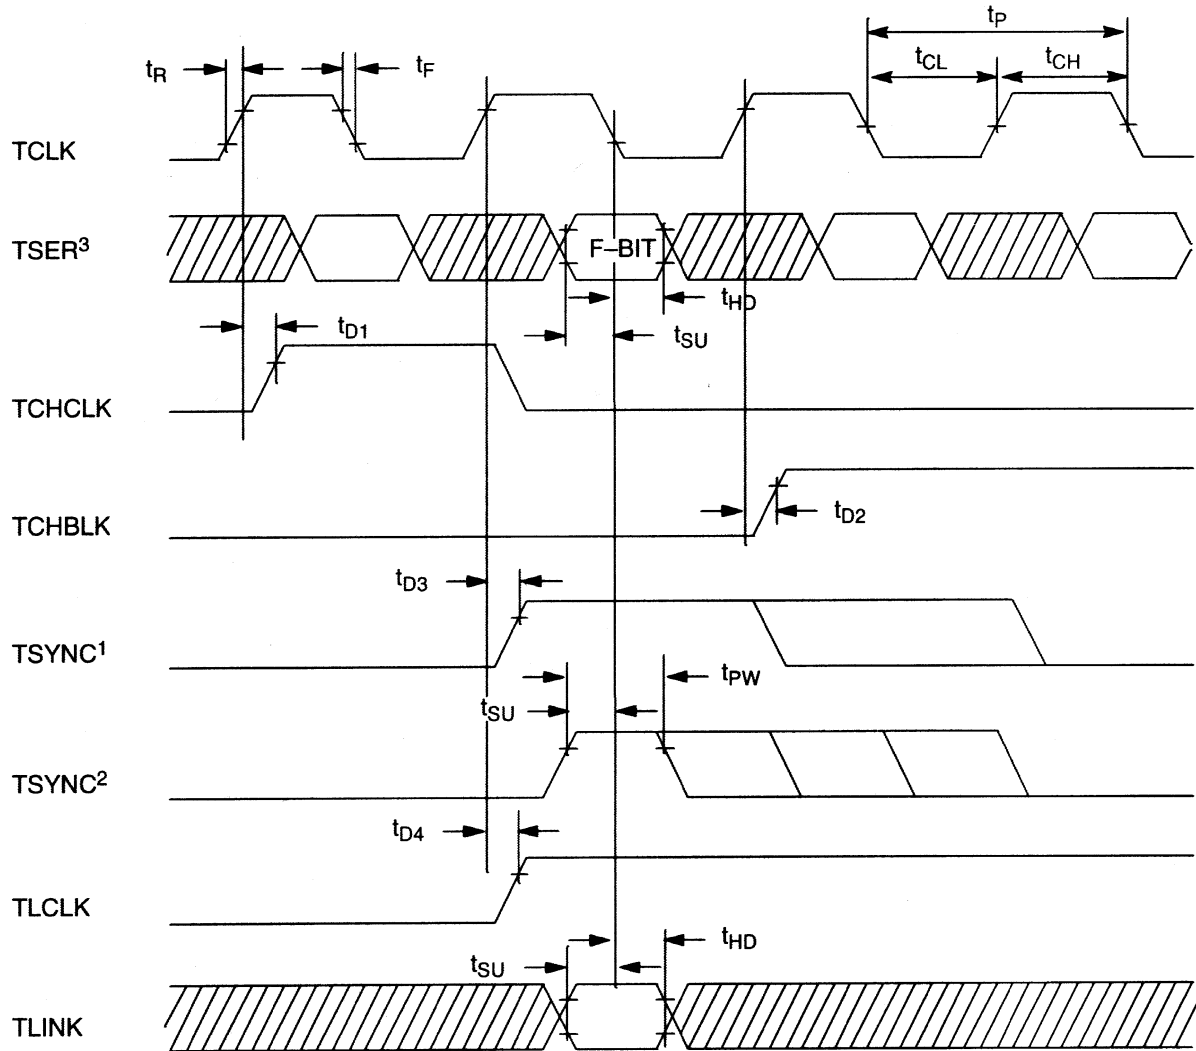 tP
tR
tF
tCL
tCH
TCLK
TSER3
F–BIT
tHD
tD1
tSU
TCHCLK
tD2
TCHBLK
tD3
TSYNC1
tPW
tSU
TSYNC2
tD4
TLCLK
tHD
tSU
TLINK